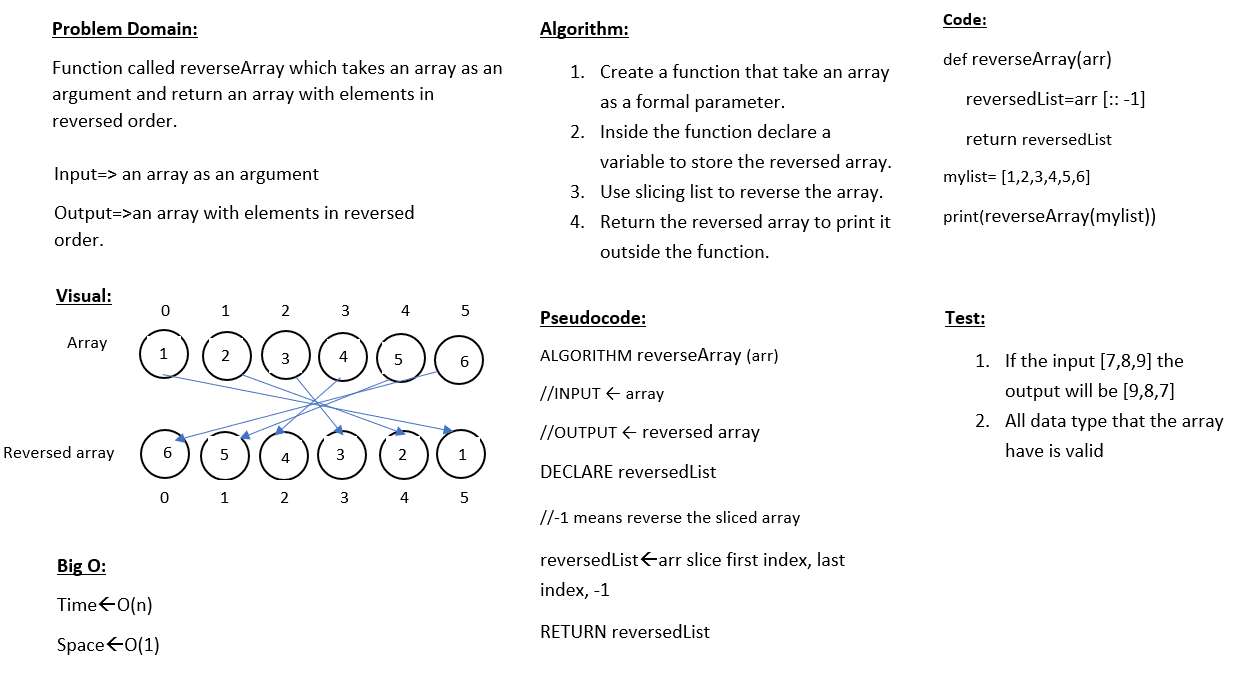 Problem Domain:
Function called reverseArray which takes an array as an
argument and return an array with elements in
reversed order.
Input=> an array as an argument
Output=>an array with elements in reversed
order.
Visual:
0 1 2 3 4 5
Array
1 2 3 4 5 6
Reversed array
6 5 4 3 2 1
0 1 2 3 4 5
Big O:
Time←O(n)
Space←O(1)
Algorithm:
1. Create a function that take an array
as a formal parameter.
2. Inside the function declare a
variable to store the reversed array.
3. Use slicing list to reverse the array.
4. Return the reversed array to print it
outside the function.
Pseudocode:
ALGORITHM reverseArray (arr)
//INPUT ← array
//OUTPUT ← reversed array
DECLARE reversedList
//-1 means reverse the sliced array
reversedList←arr slice first index, last
index, -1
RETURN reversedList
Code:
def reverseArray(arr)
reversedList=arr [:: -1]
return reversedList
mylist= [1,2,3,4,5,6]
print(reverseArray(mylist))
Test:
1. If the input [7,8,9] the
output will be [9,8,7]
2. All data type that the array
have is valid